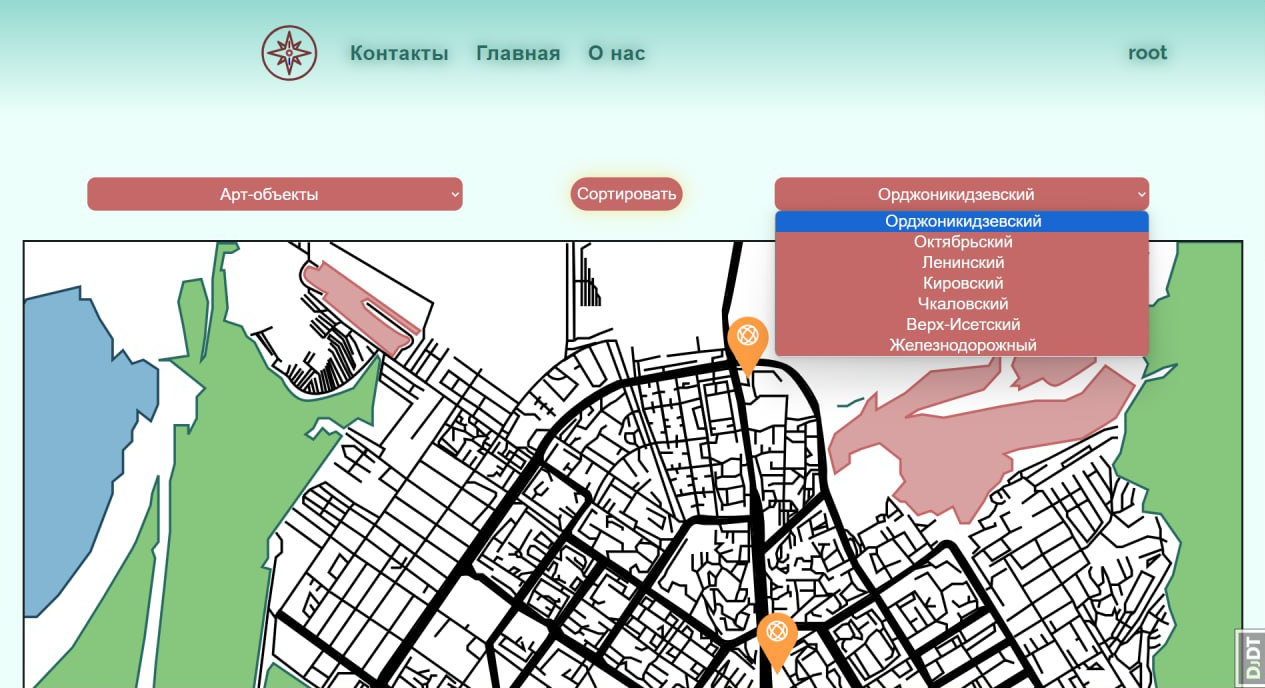 Контакты Главная О нас root
Арт-объекты Сортировать Орджоникидзевский
Орджоникидзевский
Октябрьский
Ленинский
Кировский
Чкаловский
Верх-Исетский
Железнодорожный
DJDT